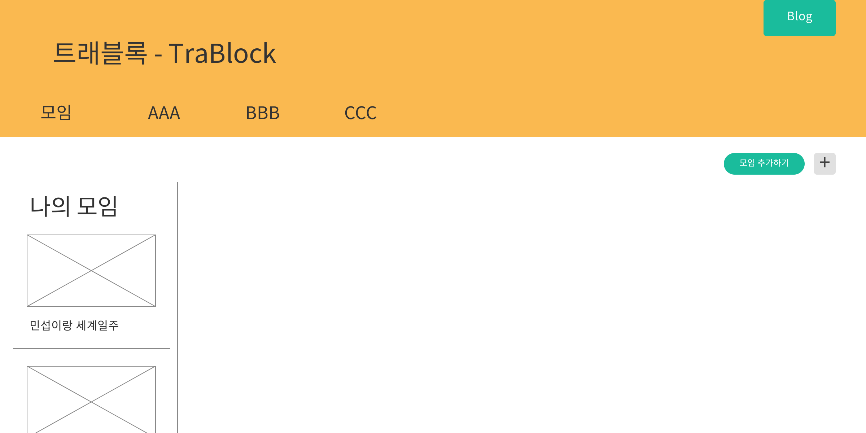 Blog
트래블록 - TraBlock
모임 AAA BBB CCC
모임 추가하기 +
나의 모임
민섭이랑 세계일주